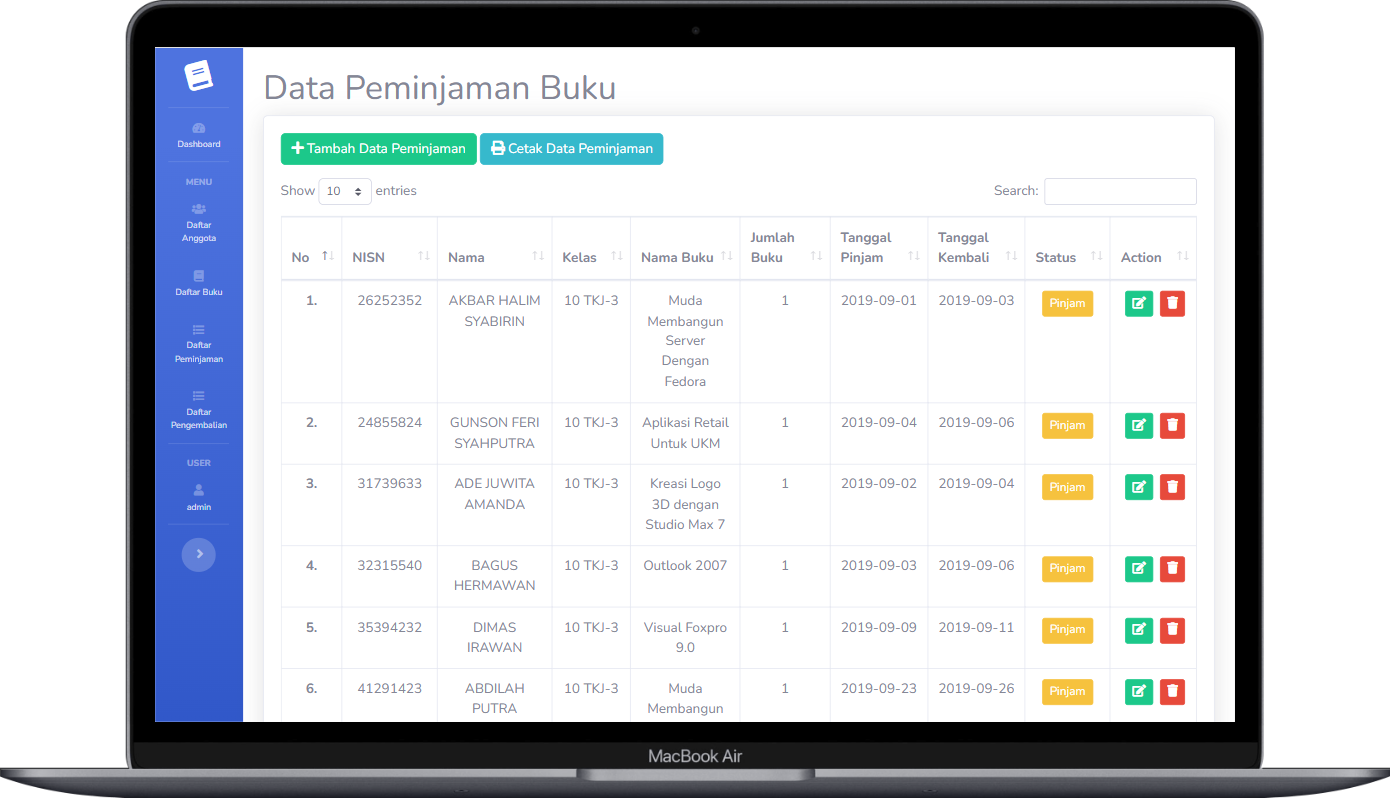 Data Peminjaman Buku
Dashboard
MENU
Daftar
Anggota
Daftar Buku
Daftar
Peminjaman
Daftar
Pengembalian
USER
admin
Tambah Data Peminjaman Cetak Data Peminjaman
Show 10 entries Search:
No NISN Nama Kelas Nama Buku Jumlah Buku Tanggal Pinjam Tanggal Kembali Status Action
1. 26252352 AKBAR HALIM 10 TKJ-3 Muda 1 2019-09-01 2019-09-03 Pinjam
SYABIRIN Membangun
Server
Dengan
Fedora
2. 24855824 GUNSON FERI 10 TKJ-3 Aplikasi Retail 1 2019-09-04 2019-09-06 Pinjam
SYAHPUTRA Untuk UKM
3. 31739633 ADE JUWITA 10 TKJ-3 Kreasi Logo 1 2019-09-02 2019-09-04 Pinjam
AMANDA 3D dengan
Studio Max 7
4. 32315540 BAGUS 10 TKJ-3 Outlook 2007 1 2019-09-03 2019-09-06 Pinjam
HERMAWAN
5. 35394232 DIMAS 10 TKJ-3 Visual Foxpro 1 2019-09-09 2019-09-11 Pinjam
IRAWAN 9.0
6. 41291423 ABDILAH 10 TKJ-3 Muda 1 2019-09-23 2019-09-26 Pinjam
PUTRA Membangun
MacBook Air